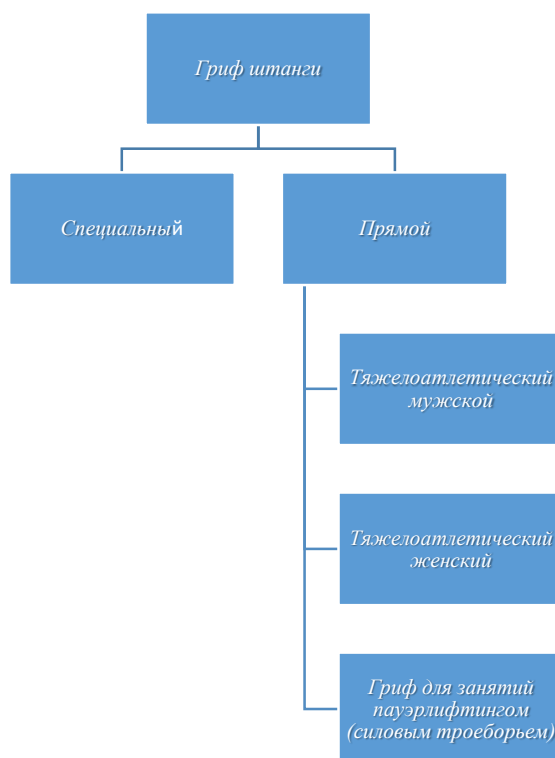 Гриф штанги
Специальный
Прямой
Тяжелоатлетический
мужской
Тяжелоатлетический
женский
Гриф для занятий
пауэрлифтингом
(силовым троеборьем)